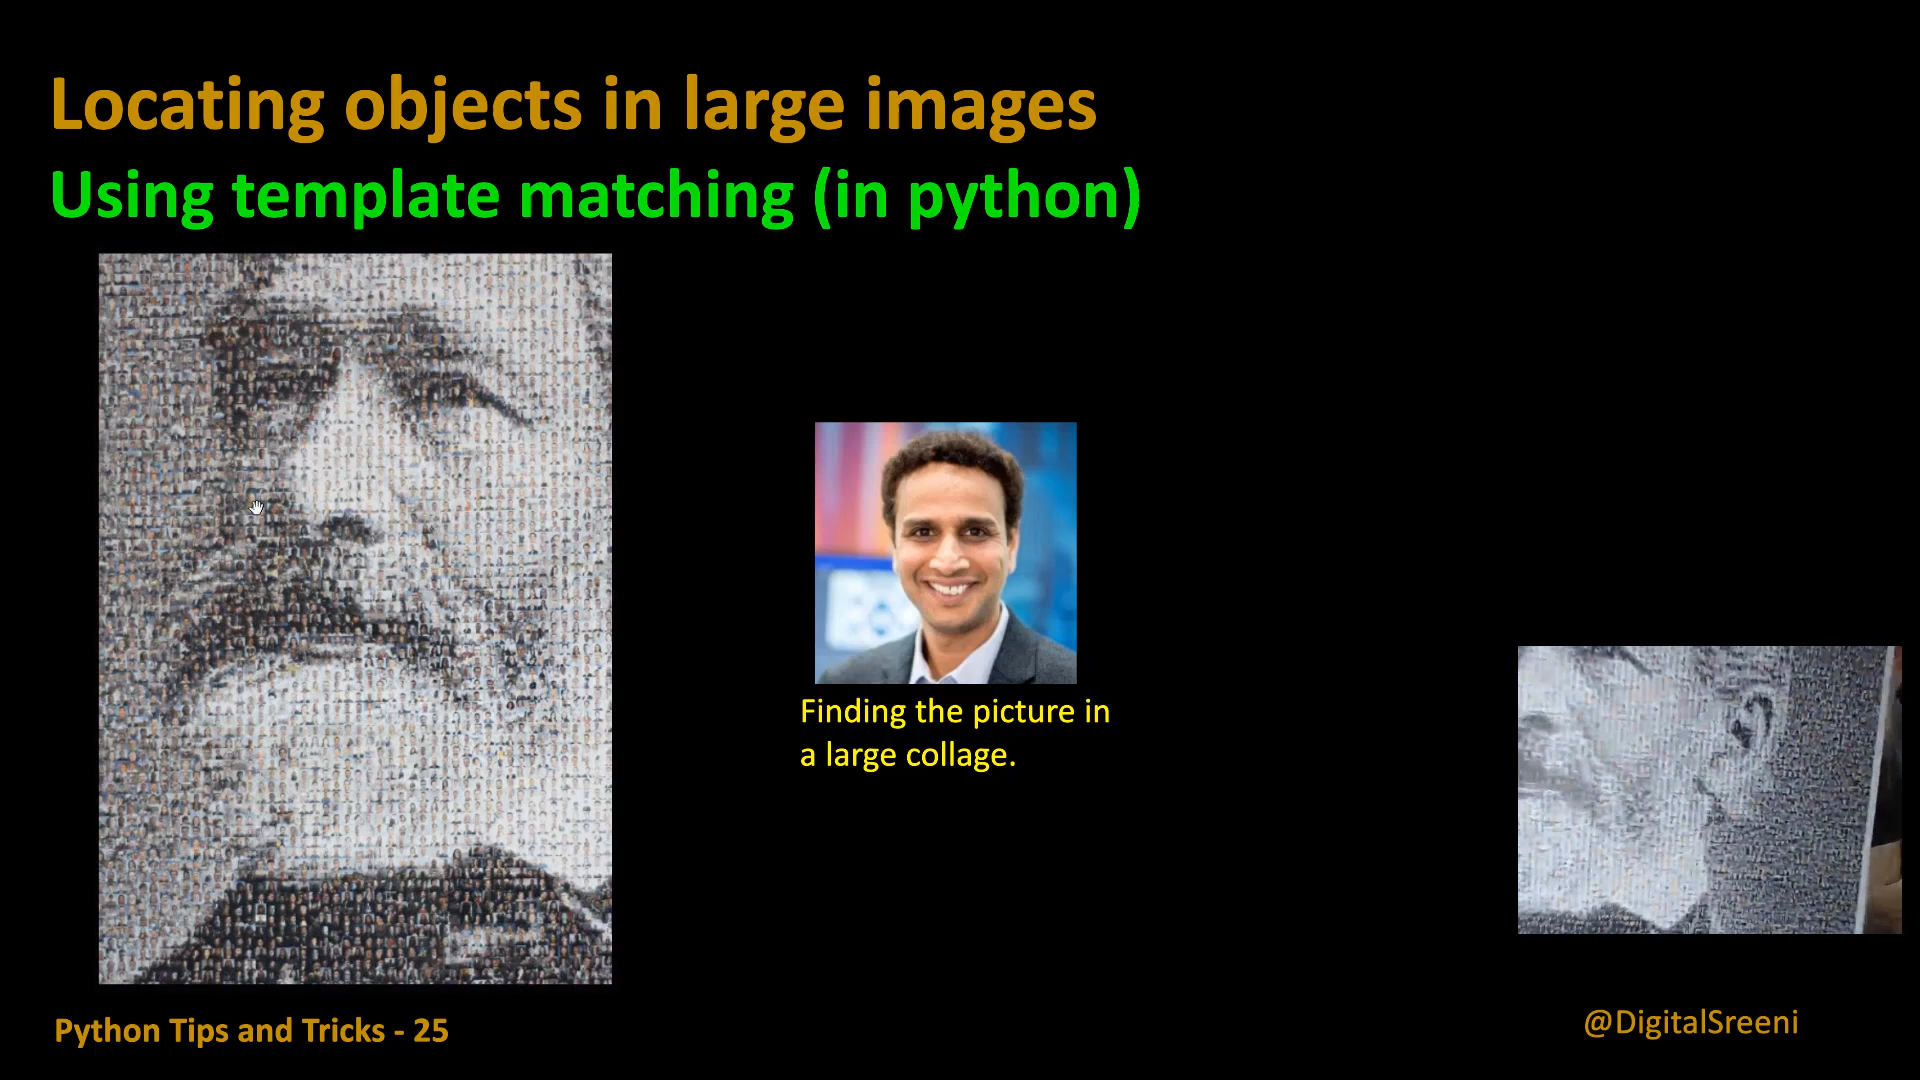 Locating objects in large images
Using template matching (in python)
Finding the picture in
a large collage.
Python Tips and Tricks - 25
@DigitalSreeni